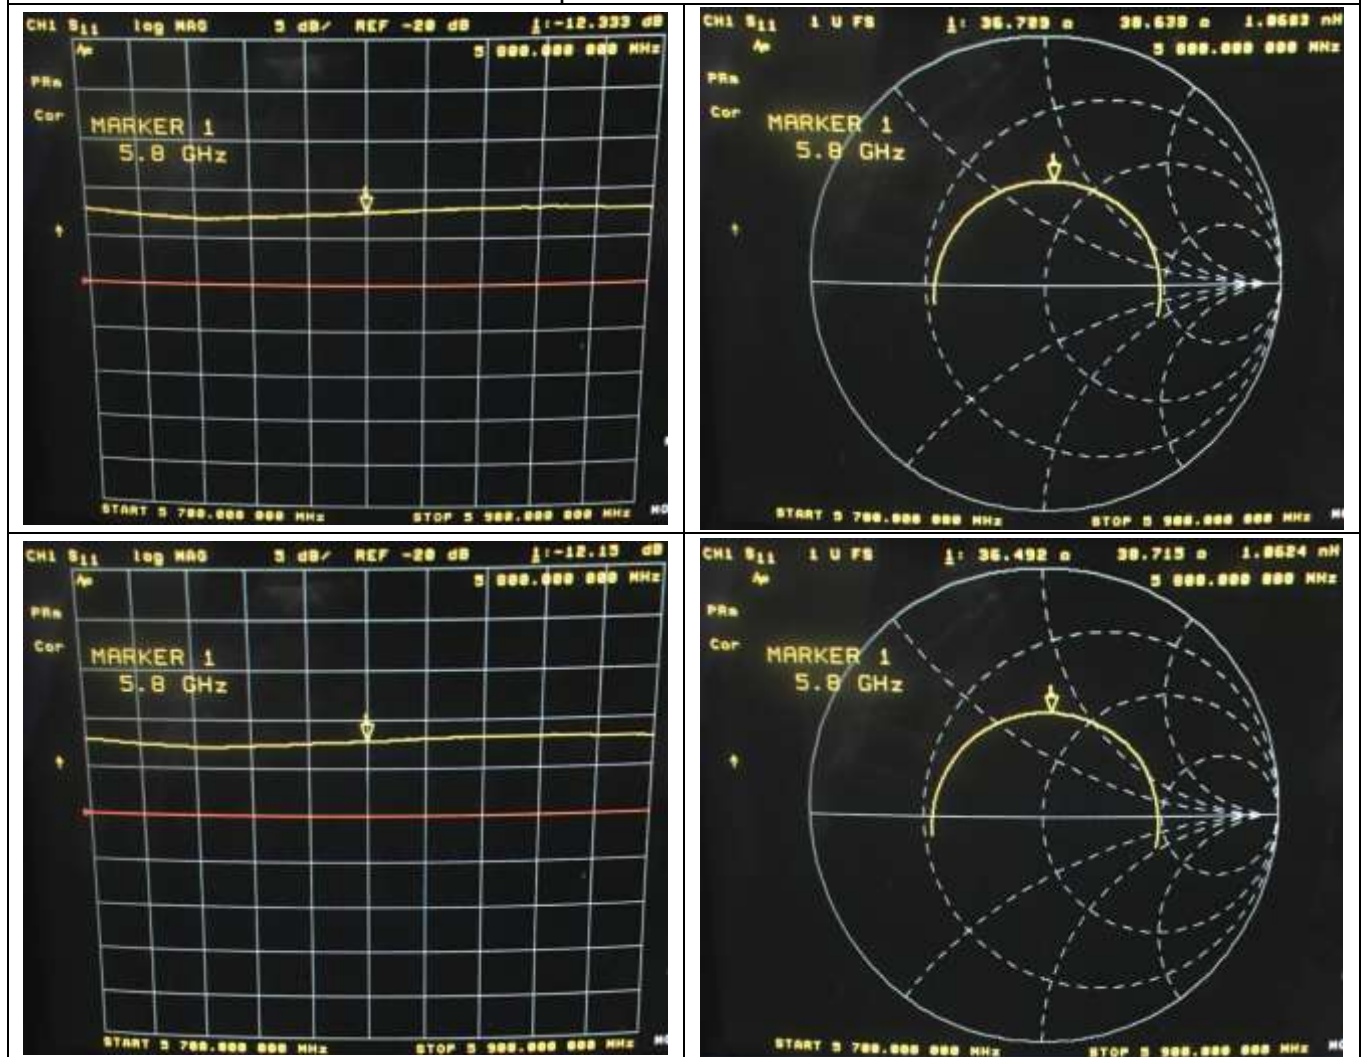 CH1 S11 log MAG 5 dB/ REF -20 dB 1:-12.333 dB
5 800.000 000 MHz
PRm
Cor
MARKER 1
5.8 GHz
START 5 700.000 000 MHz STOP 5 900.000 000 MHz
CH1 S11 1 U FS 1: 36.789 Ω 38.639 Ω 1.0603 nH
5 800.000 000 MHz
PRm
Cor
MARKER 1
5.8 GHz
START 5 700.000 000 MHz STOP 5 900.000 000 MHz
CH1 S11 log MAG 5 dB/ REF -20 dB 1:-12.15 dB
5 800.000 000 MHz
PRm
Cor
MARKER 1
5.8 GHz
START 5 700.000 000 MHz STOP 5 900.000 000 MHz
CH1 S11 1 U FS 1: 36.492 Ω 38.715 Ω 1.0624 nH
5 800.000 000 MHz
PRm
Cor
MARKER 1
5.8 GHz
START 5 700.000 000 MHz STOP 5 900.000 000 MHz